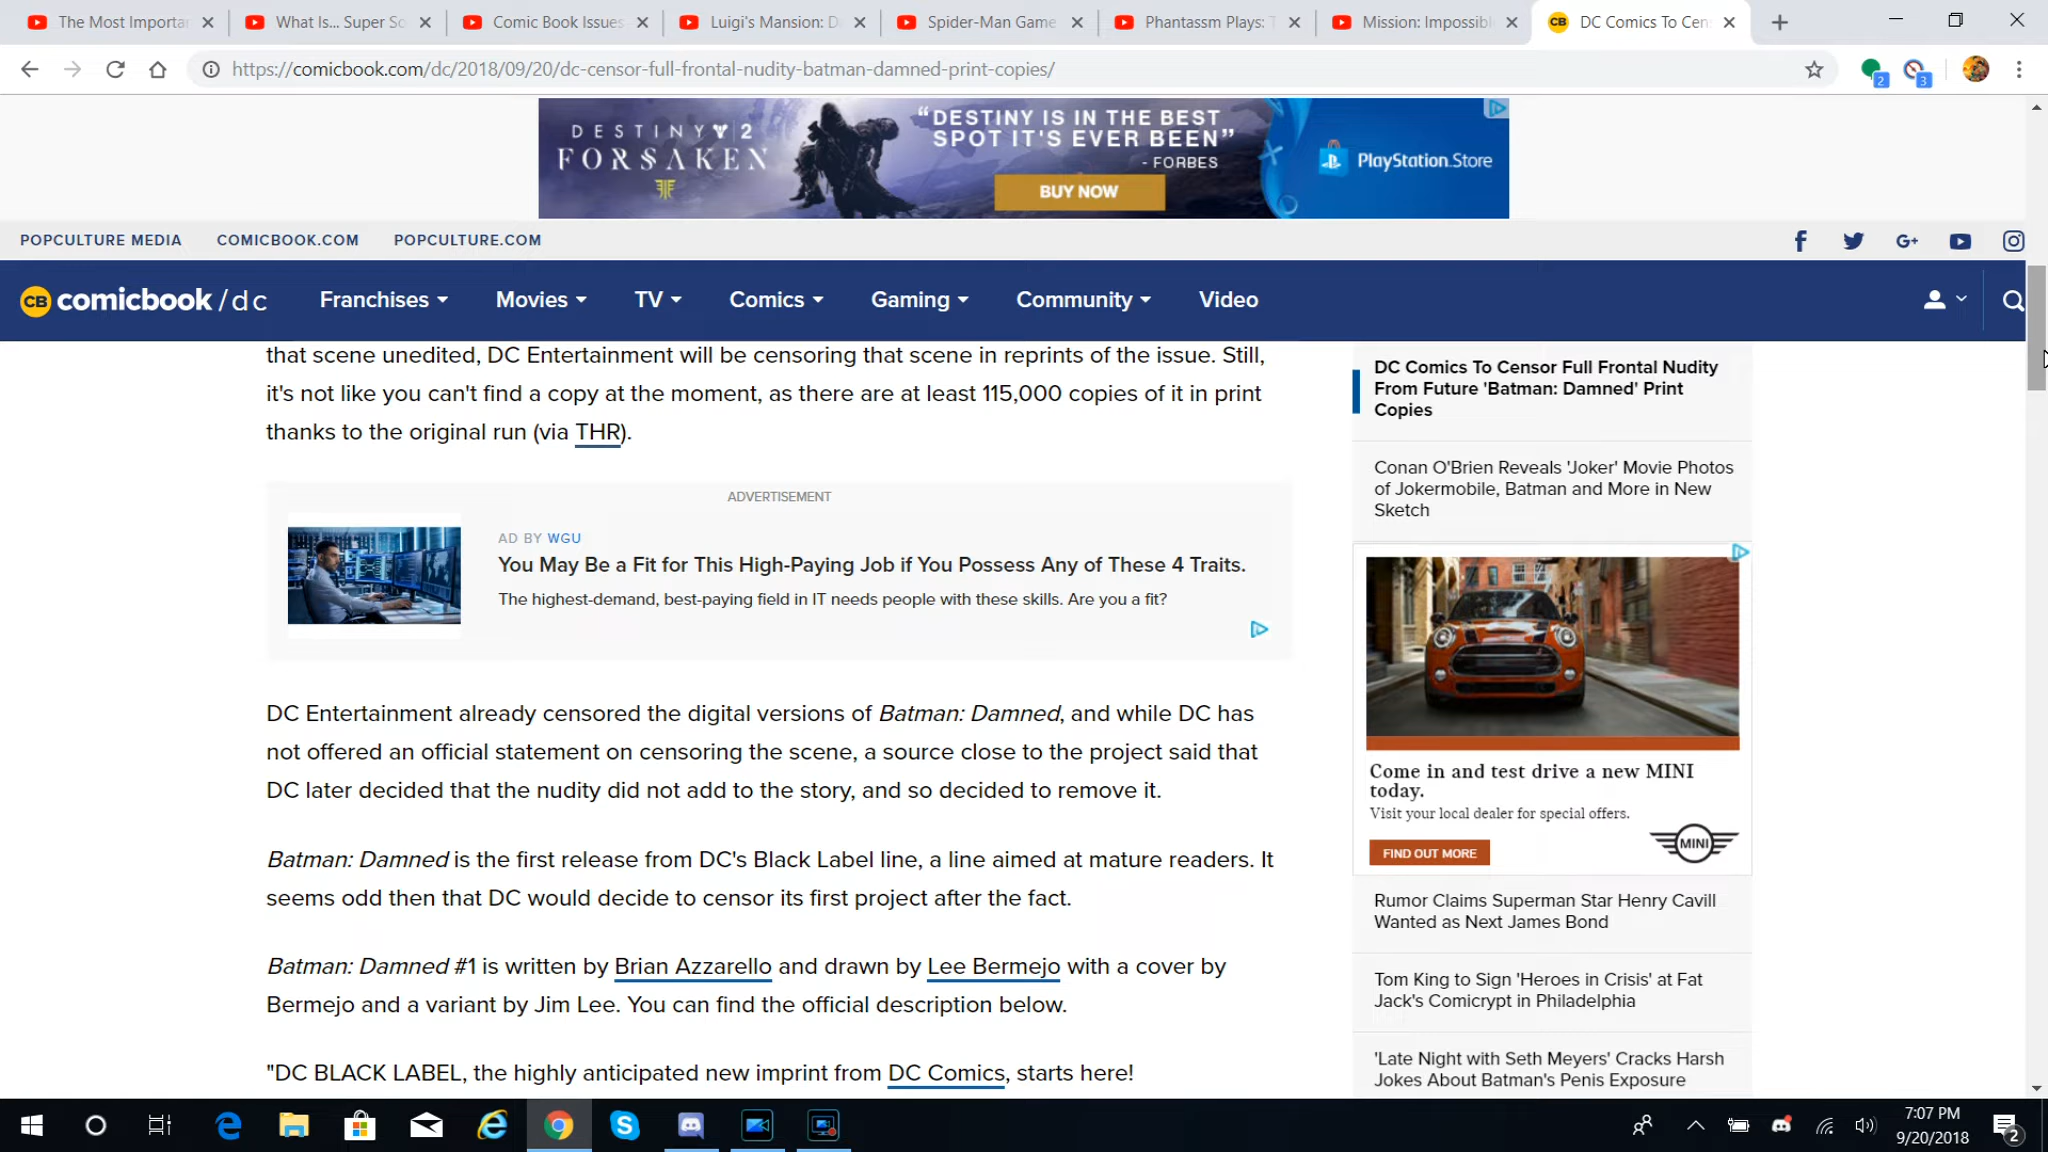 The Most Importa
What Is... Super So
Comic Book Issues
Luigi's Mansion: D
Spider-Man Game
Phantassm Plays: T
Mission: Impossibl
CB DC Comics To Cen
https://comicbook.com/dc/2018/09/20/dc-censor-full-frontal-nudity-batman-damned-print-copies/
2
3
DESTINY 2
FORSAKEN
“DESTINY IS IN THE BEST
SPOT IT'S EVER BEEN”
- FORBES
BUY NOW
PlayStation.Store
POPCULTURE MEDIA
COMICBOOK.COM
POPCULTURE.COM
G+
CB comicbook/dc
Franchises
Movies
TV
Comics
Gaming
Community
Video
that scene unedited, DC Entertainment will be censoring that scene in reprints of the issue. Still,
it's not like you can't find a copy at the moment, as there are at least 115,000 copies of it in print
thanks to the original run (via THR).
ADVERTISEMENT
AD BY WGU
You May Be a Fit for This High-Paying Job if You Possess Any of These 4 Traits.
The highest-demand, best-paying field in IT needs people with these skills. Are you a fit?
DC Entertainment already censored the digital versions of Batman: Damned, and while DC has
not offered an official statement on censoring the scene, a source close to the project said that
DC later decided that the nudity did not add to the story, and so decided to remove it.
Batman: Damned is the first release from DC's Black Label line, a line aimed at mature readers. It
seems odd then that DC would decide to censor its first project after the fact.
Batman: Damned #1 is written by Brian Azzarello and drawn by Lee Bermejo with a cover by
Bermejo and a variant by Jim Lee. You can find the official description below.
"DC BLACK LABEL, the highly anticipated new imprint from DC Comics, starts here!
DC Comics To Censor Full Frontal Nudity
From Future 'Batman: Damned' Print
Copies
Conan O'Brien Reveals 'Joker' Movie Photos
of Jokermobile, Batman and More in New
Sketch
Come in and test drive a new MINI
today.
Visit your local dealer for special offers.
FIND OUT MORE
MINI
Rumor Claims Superman Star Henry Cavill
Wanted as Next James Bond
Tom King to Sign 'Heroes in Crisis' at Fat
Jack's Comicrypt in Philadelphia
'Late Night with Seth Meyers' Cracks Harsh
Jokes About Batman's Penis Exposure
7:07 PM
9/20/2018
2